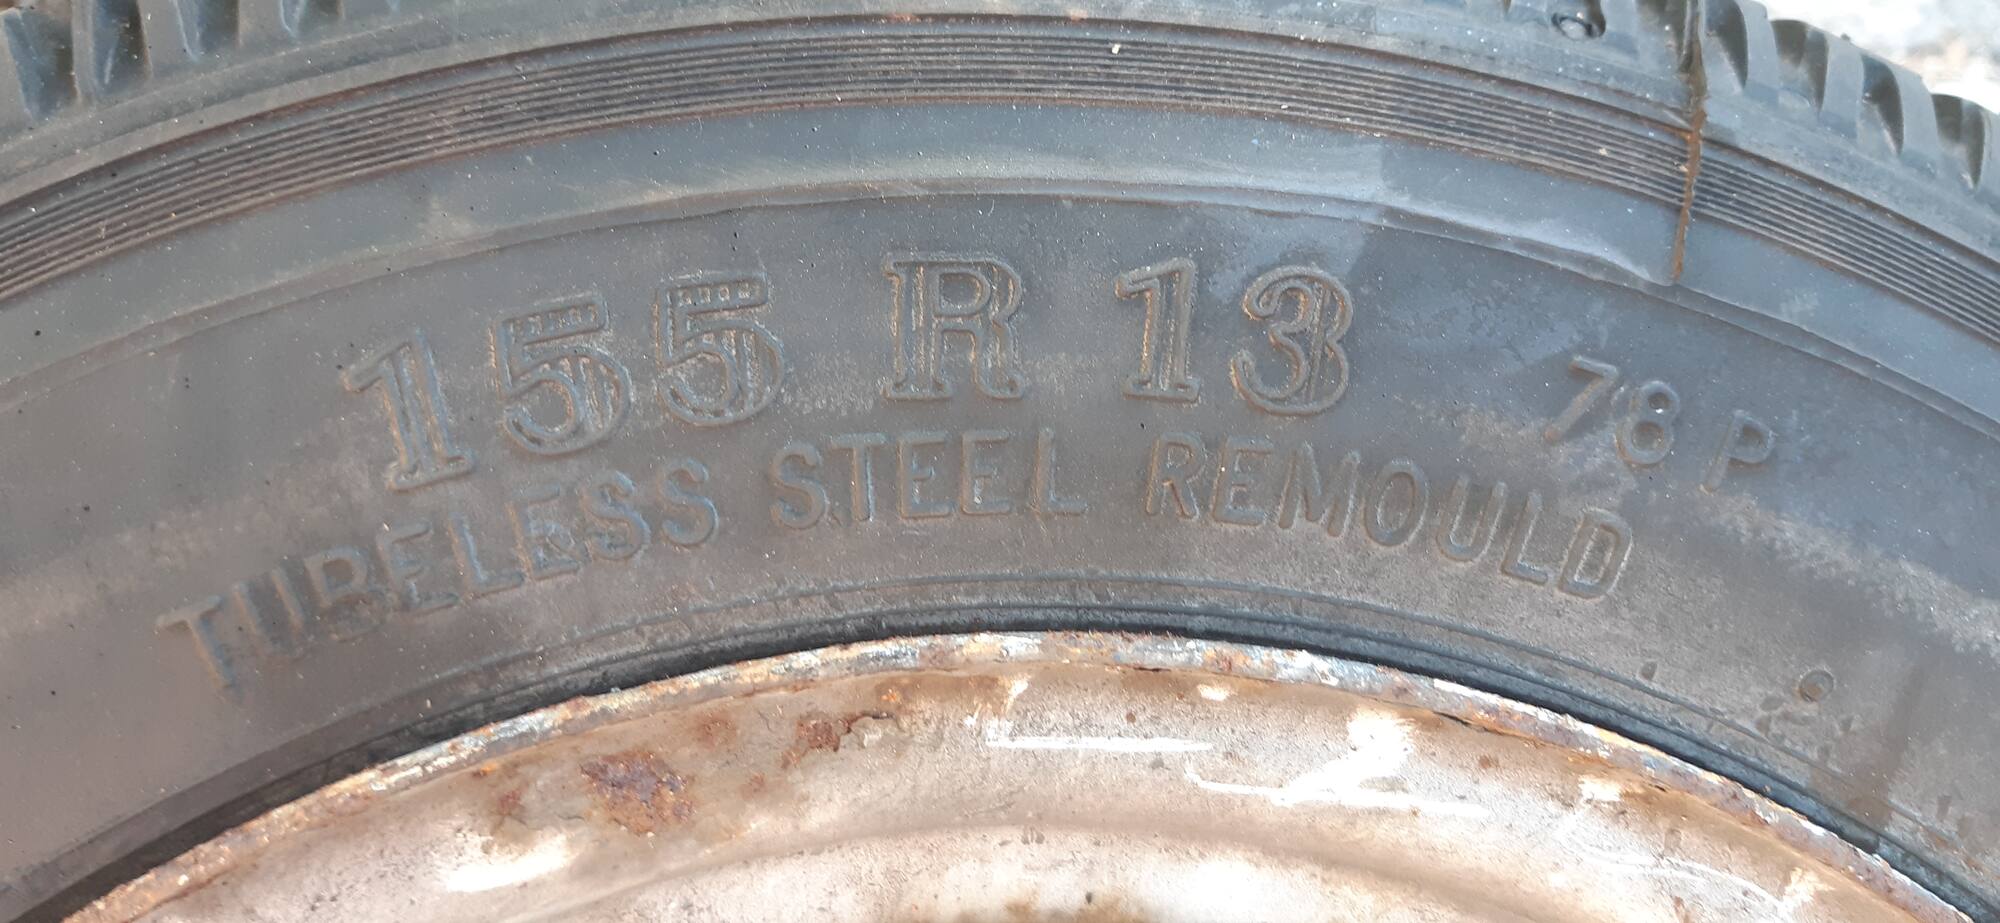 155 R 13 78 P
TUBELESS STEEL REMOULD